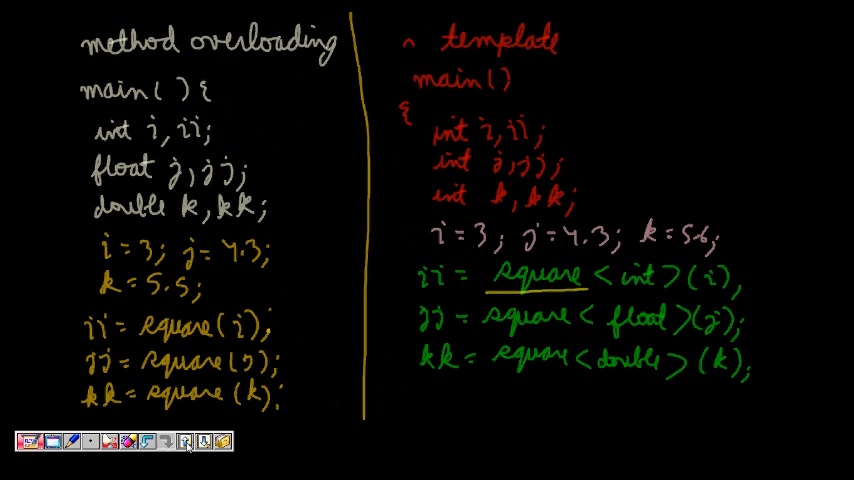 method overloading
main( ) {
int i, ii;
float j, jj;
double k, kk;
i = 3; j = 4.3;
k = 5.5;
ii = square(i);
jj = square(j);
kk = square(k);
template
main()
{
int i, ii;
int j, jj;
int k, kk;
i = 3; j = 4.3; k = 5.6;
ii = square <int>(i),
jj = square <float>(j);
kk = square <double>(k);